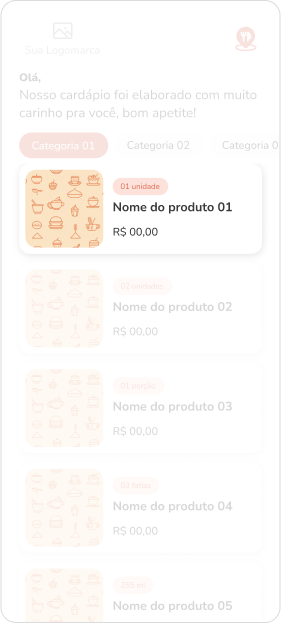 Sua Logomarca
Olá,
Nosso cardápio foi elaborado com muito
carinho pra você, bom apetite!
Categoria 01 Categoria 02 Categoria 0
01 unidade
Nome do produto 01
R$ 00,00
02 unidades
Nome do produto 02
R$ 00,00
01 porção
Nome do produto 03
R$ 00,00
03 fatias
Nome do produto 04
R$ 00,00
255 ml
Nome do produto 05